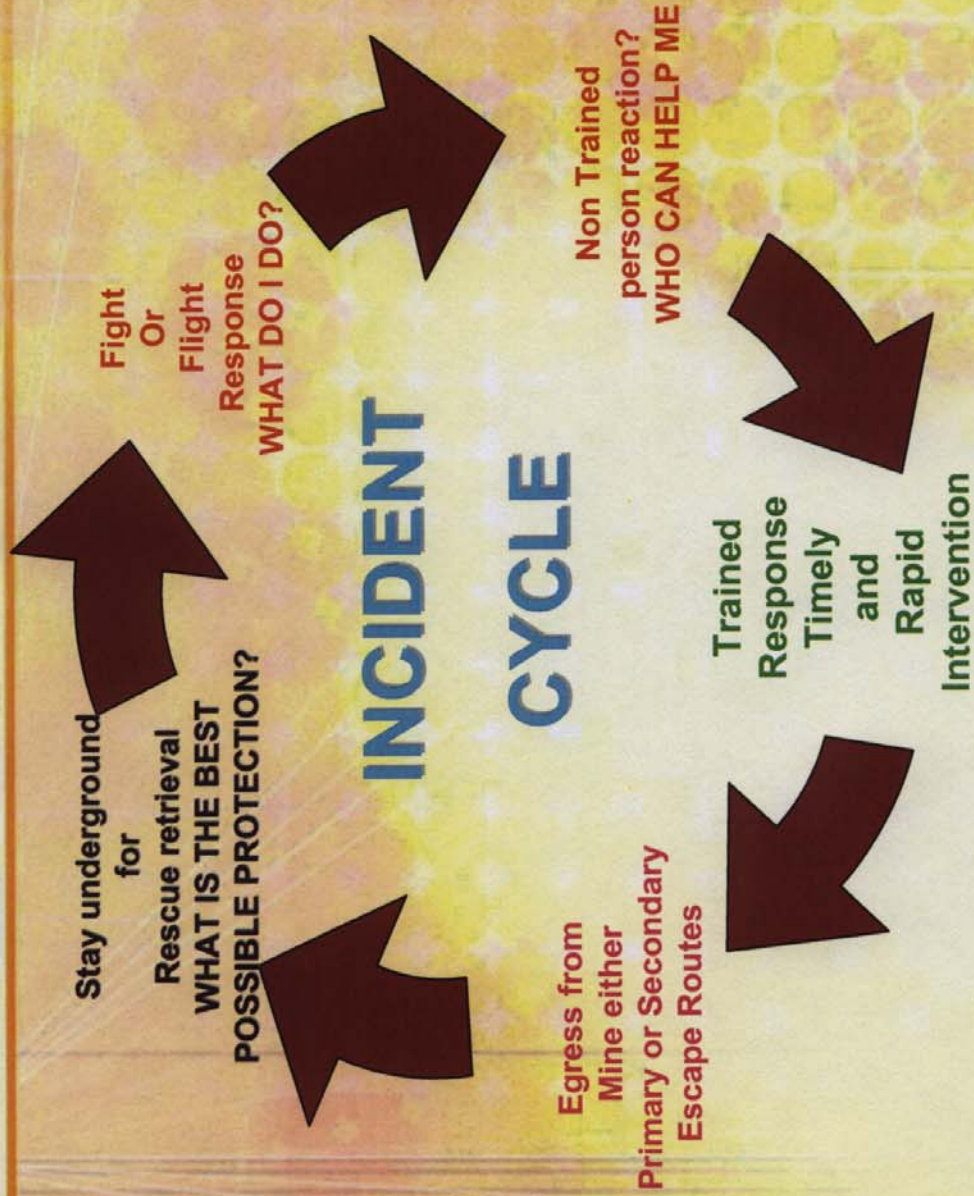 INCIDENT
CYCLE
Fight
Or
Flight
Response
WHAT DO I DO?
Non Trained
person reaction?
WHO CAN HELP ME
Trained
Response
Timely
and
Rapid
Intervention
Egress from
Mine either
Primary or Secondary
Escape Routes
Stay underground
for
Rescue retrieval
WHAT IS THE BEST
POSSIBLE PROTECTION?